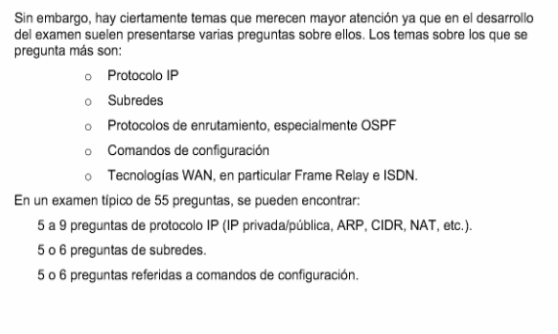 Sin embargo, hay ciertamente temas que merecen mayor atención ya que en el desarrollo
del examen suelen presentarse varias preguntas sobre ellos. Los temas sobre los que se
pregunta más son:
o Protocolo IP
o Subredes
o Protocolos de enrutamiento, especialmente OSPF
o Comandos de configuración
o Tecnologías WAN, en particular Frame Relay e ISDN.
En un examen típico de 55 preguntas, se pueden encontrar:
5 a 9 preguntas de protocolo IP (IP privada/pública, ARP, CIDR, NAT, etc.).
5 o 6 preguntas de subredes.
5 o 6 preguntas referidas a comandos de configuración.